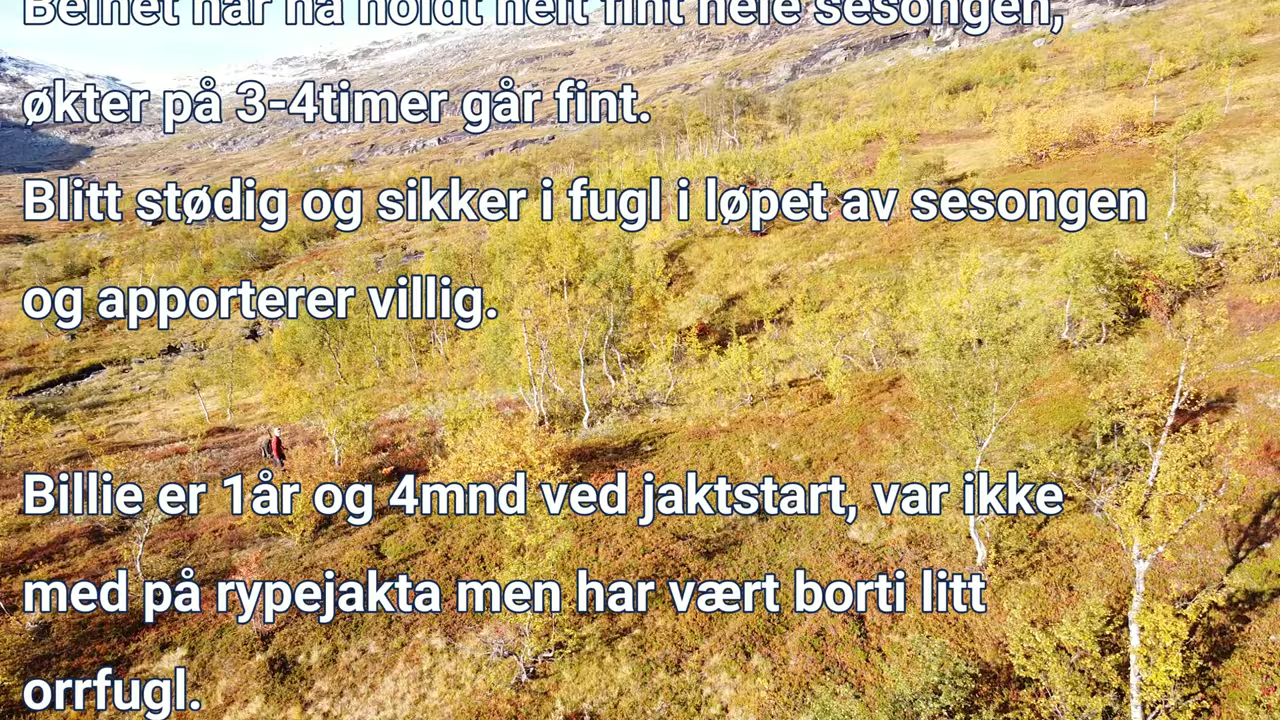 Beinet har nå holdt helt fint hele sesongen,
økter på 3-4timer går fint.
Blitt stødig og sikker i fugl i løpet av sesongen
og apporterer villig.
Billie er 1år og 4mnd ved jaktstart, var ikke
med på rypejakta men har vært borti litt
orrfugl.